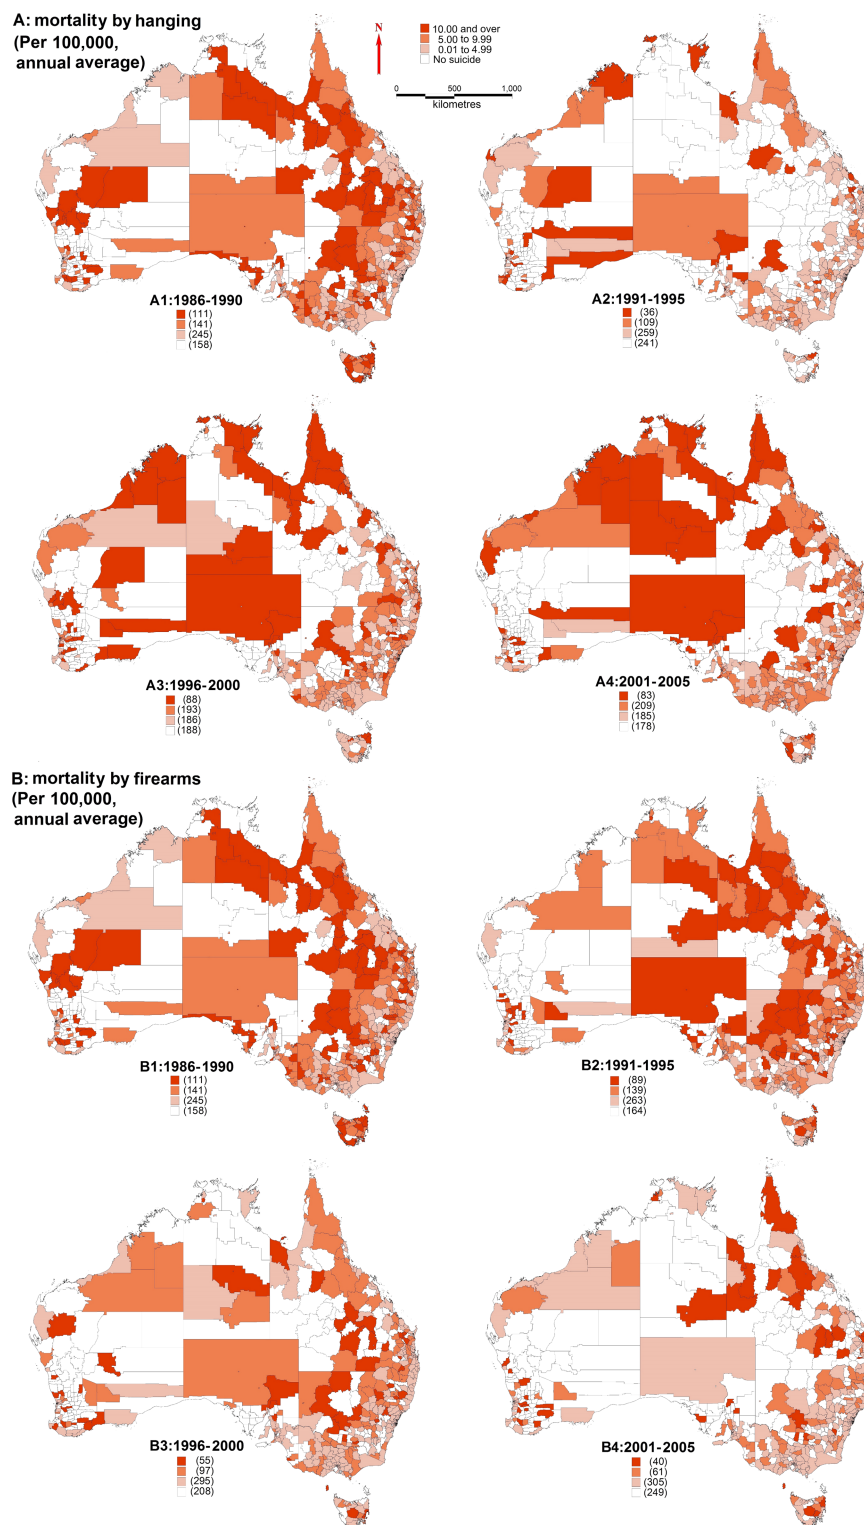 A: mortality by hanging
(Per 100,000,
annual average)
N
10.00 and over
5.00 to 9.99
0.01 to 4.99
No suicide
0 500 1,000
kilometres
A1:1986-1990
(111)
(141)
(245)
(158)
A2:1991-1995
(36)
(109)
(259)
(241)
A3:1996-2000
(88)
(193)
(186)
(188)
A4:2001-2005
(83)
(209)
(185)
(178)
B: mortality by firearms
(Per 100,000,
annual average)
B1:1986-1990
(111)
(141)
(245)
(158)
B2:1991-1995
(89)
(139)
(263)
(164)
B3:1996-2000
(55)
(97)
(295)
(208)
B4:2001-2005
(40)
(61)
(305)
(249)